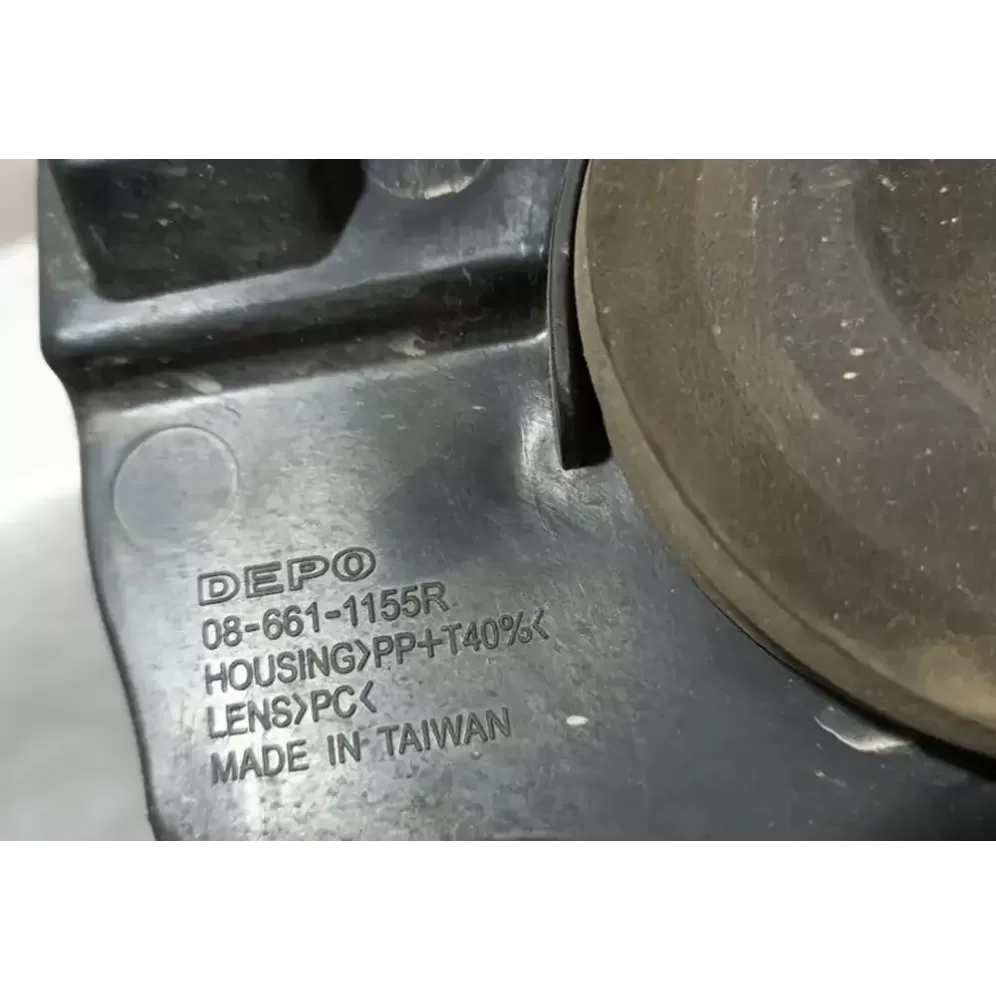 DEPO
08-661-1155R
HOUSING>PP+T40%<
LENS>PC<
MADE IN TAIWAN